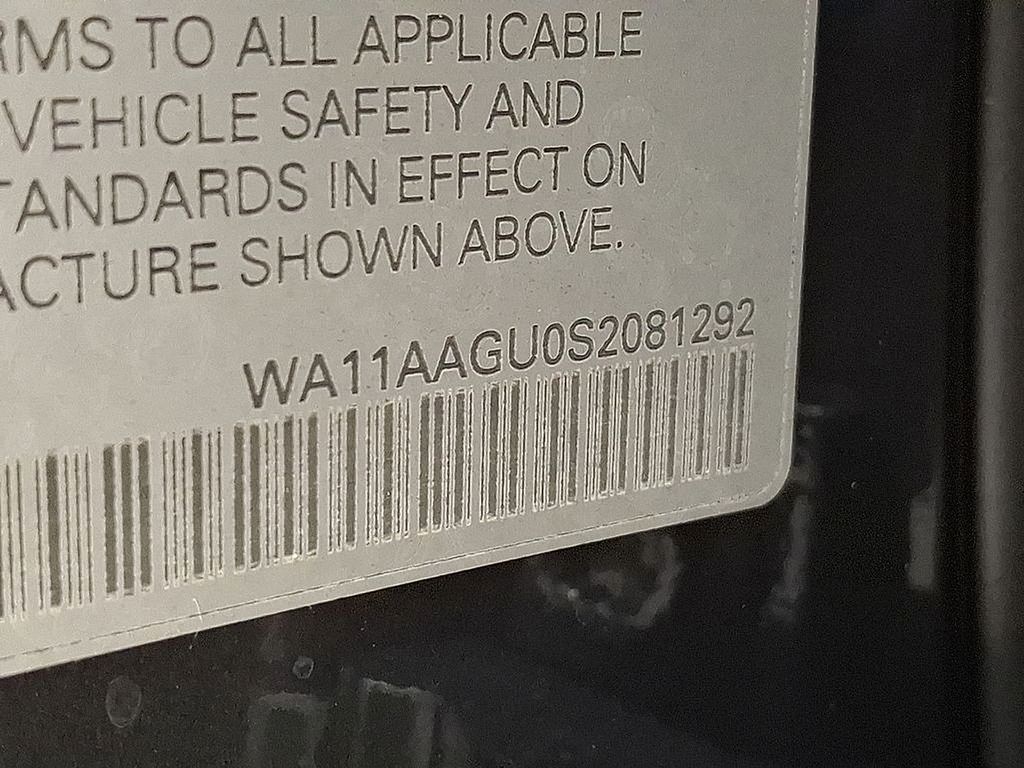 RMS TO ALL APPLICABLE
VEHICLE SAFETY AND
TANDARDS IN EFFECT ON
ACTURE SHOWN ABOVE.
WA11AAGU0S2081292